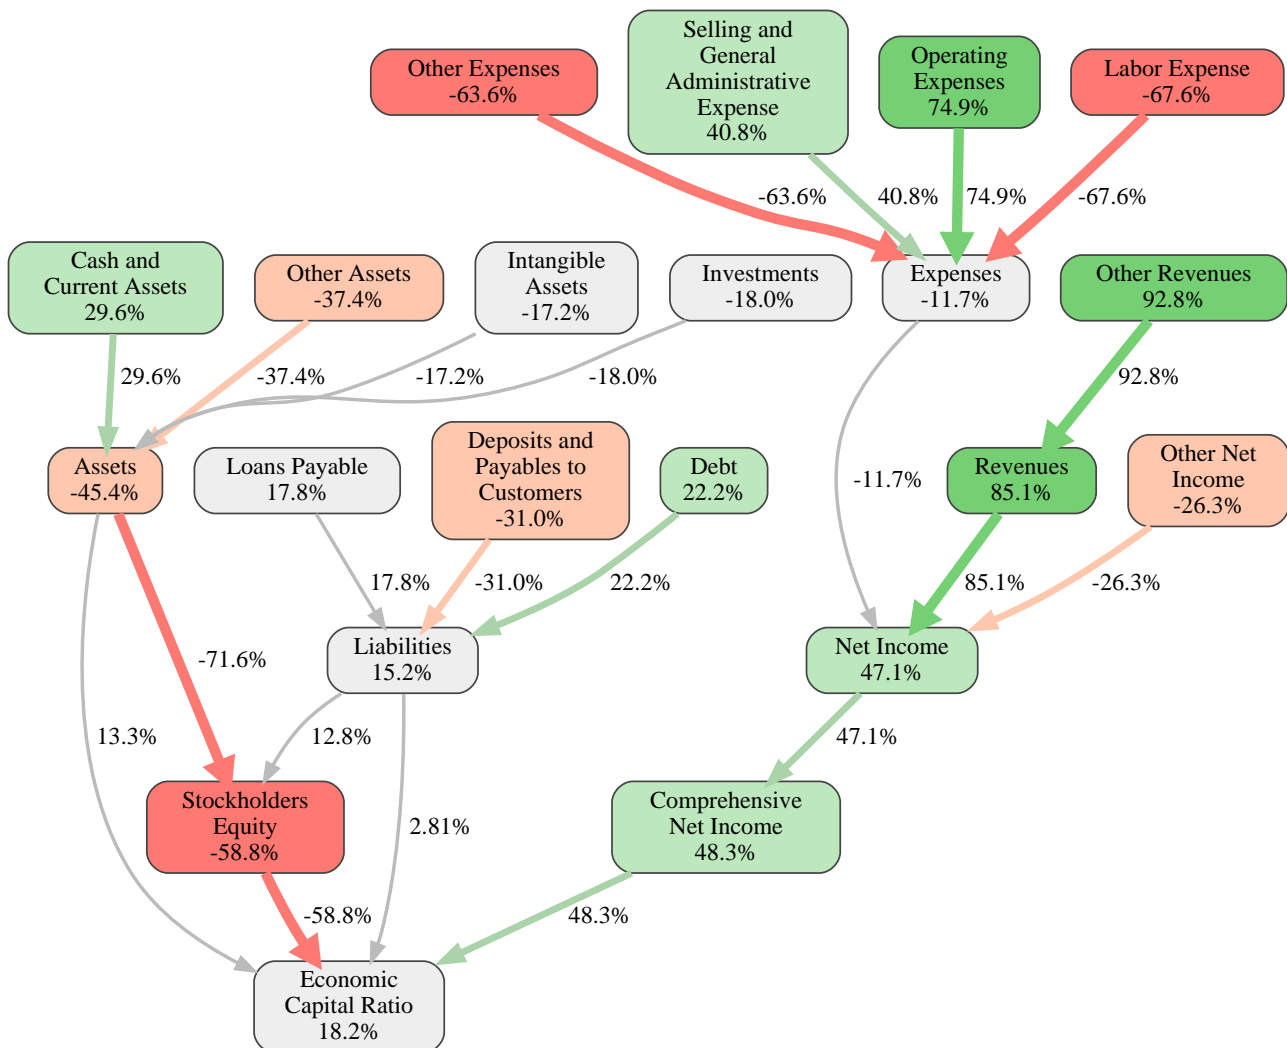 Selling and
General
Administrative
Expense
40.8%
Other Expenses
-63.6%
Operating
Expenses
74.9%
Labor Expense
-67.6%
-63.6%
40.8%
74.9%
-67.6%
Cash and
Current Assets
29.6%
Other Assets
-37.4%
Intangible
Assets
-17.2%
Investments
-18.0%
Expenses
-11.7%
Other Revenues
92.8%
29.6%
-37.4%
-17.2%
-18.0%
92.8%
Assets
-45.4%
Loans Payable
17.8%
Deposits and
Payables to
Customers
-31.0%
Debt
22.2%
-11.7%
Revenues
85.1%
Other Net
Income
-26.3%
17.8%
-31.0%
22.2%
85.1%
-26.3%
-71.6%
Liabilities
15.2%
Net Income
47.1%
13.3%
12.8%
47.1%
Stockholders
Equity
-58.8%
2.81%
Comprehensive
Net Income
48.3%
-58.8%
48.3%
Economic
Capital Ratio
18.2%